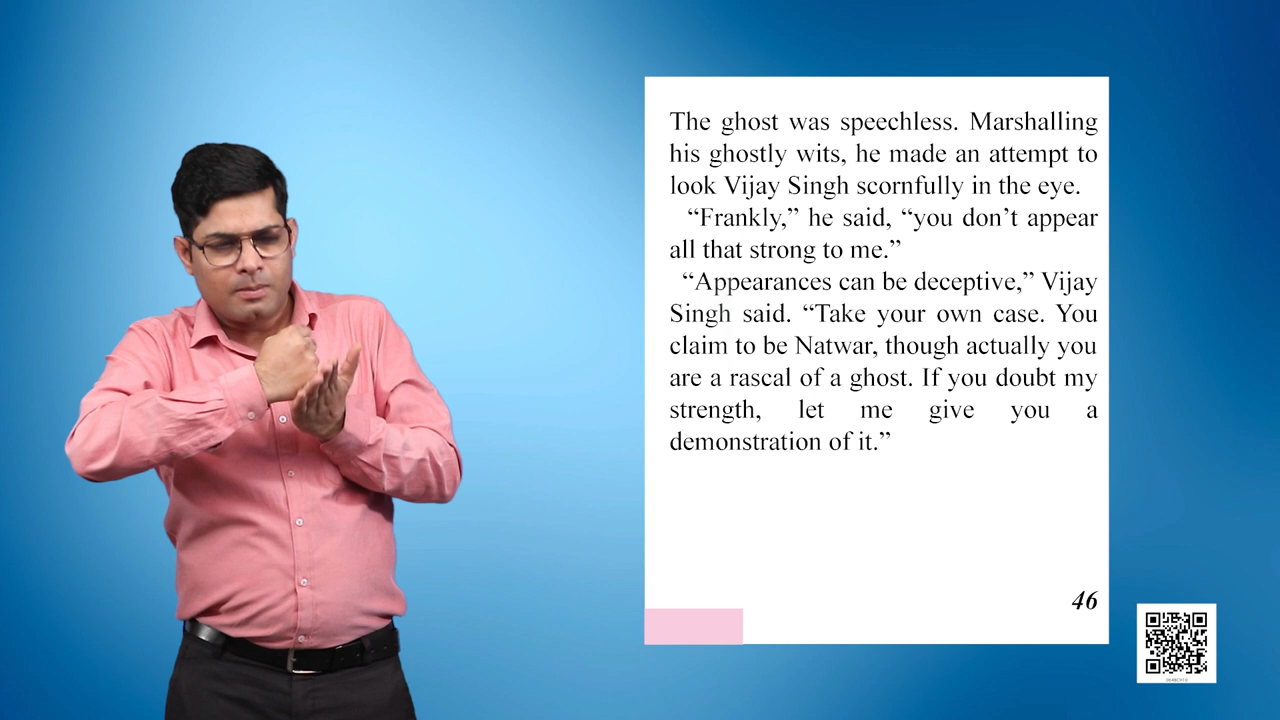 The ghost was speechless. Marshalling
his ghostly wits, he made an attempt to
look Vijay Singh scornfully in the eye.
“Frankly,” he said, “you don’t appear
all that strong to me.”
“Appearances can be deceptive,” Vijay
Singh said. “Take your own case. You
claim to be Natwar, though actually you
are a rascal of a ghost. If you doubt my
strength, let me give you a
demonstration of it.”
46